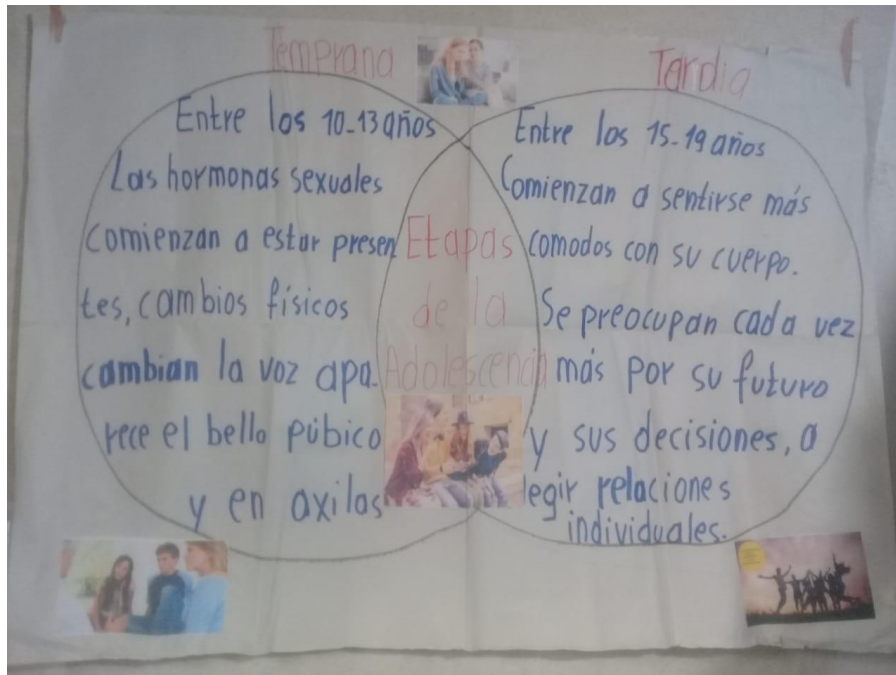 Temprana
Entre los 10-13 años
Las hormonas sexuales
comienzan a estar presen
tes, cambios físicos
cambian la voz apa-
rece el bello púbico
y en axilas
Etapas
de la
Adolescencia
Tardia
Entre los 15-19 años
Comienzan a sentirse más
comodos con su cuerpo.
Se preocupan cada vez
más por su futuro
y sus decisiones, a
legir relaciones
individuales.